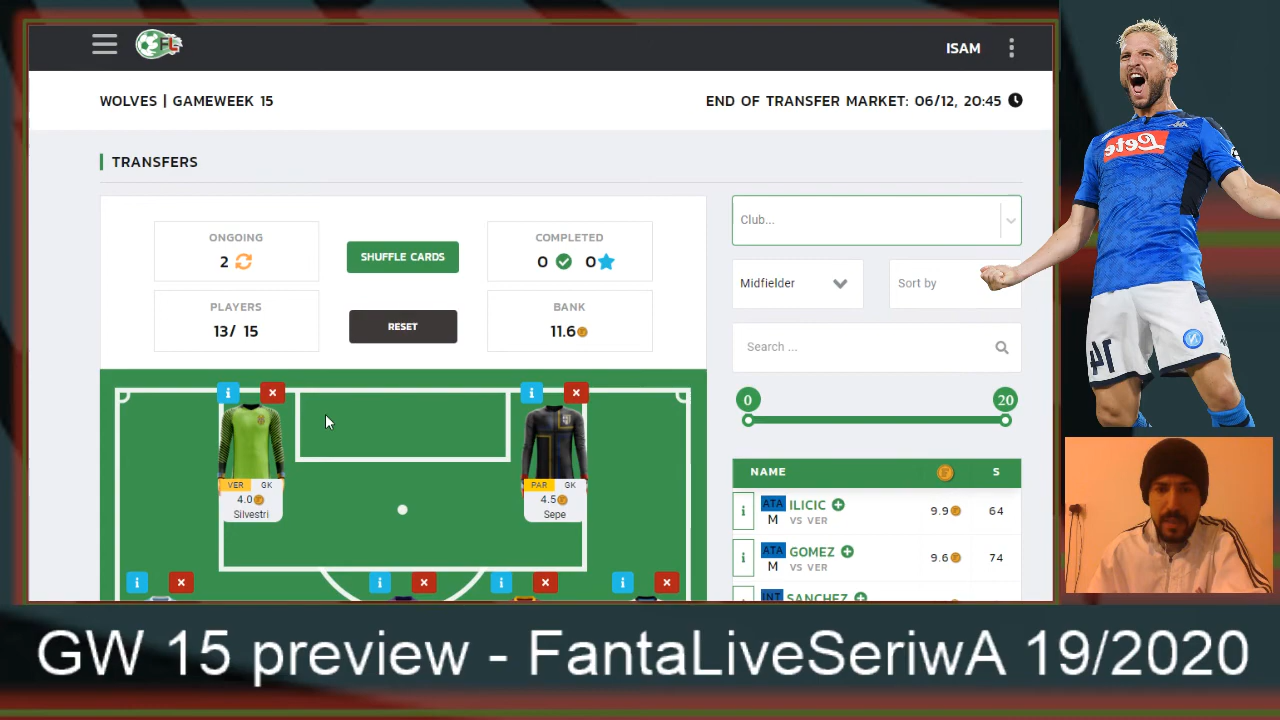 FL
ISAM
WOLVES | GAMEWEEK 15
END OF TRANSFER MARKET: 06/12, 20:45
TRANSFERS
ONGOING
2
SHUFFLE CARDS
COMPLETED
0 0
PLAYERS
13/ 15
RESET
BANK
11.6
Club...
Midfielder
Sort by
Search ...
0
20
VER GK
4.0
Silvestri
PAR GK
4.5
Sepe
NAME S
ATA ILICIC
M VS VER
9.9 64
ATA GOMEZ
M VS VER
9.6 74
INT SANCHEZ
Lete
14
GW 15 preview - FantaLiveSeriwA 19/2020